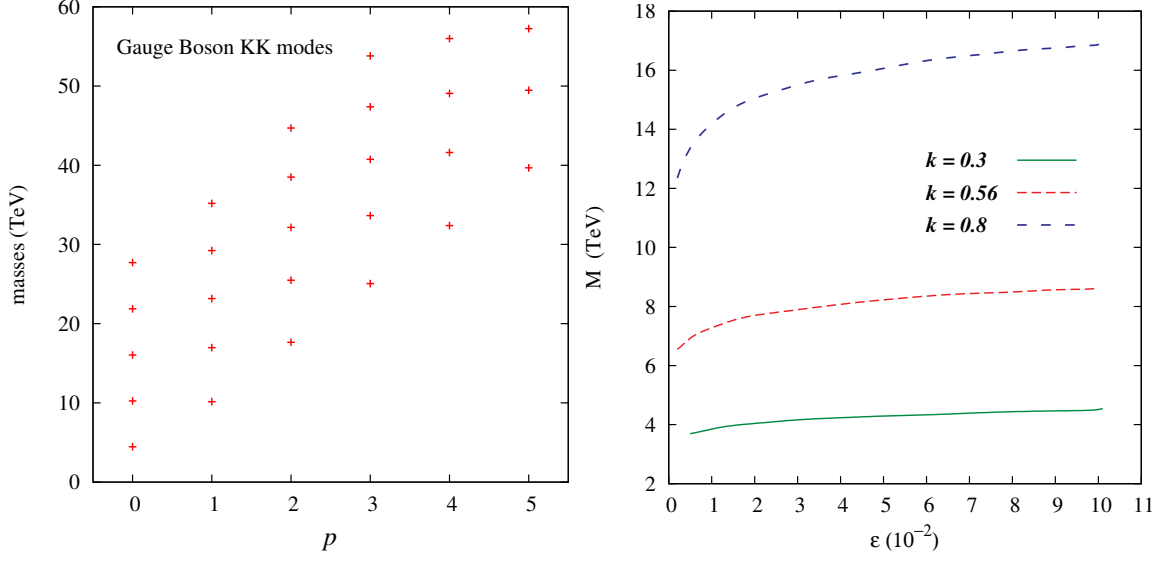 60
50
40
30
20
10
0
masses (TeV)
Gauge Boson KK modes
0 1 2 3 4 5
p
18
16
14
12
10
8
6
4
2
M (TeV)
k = 0.3
k = 0.56
k = 0.8
0 1 2 3 4 5 6 7 8 9 10 11
ε (10⁻²)